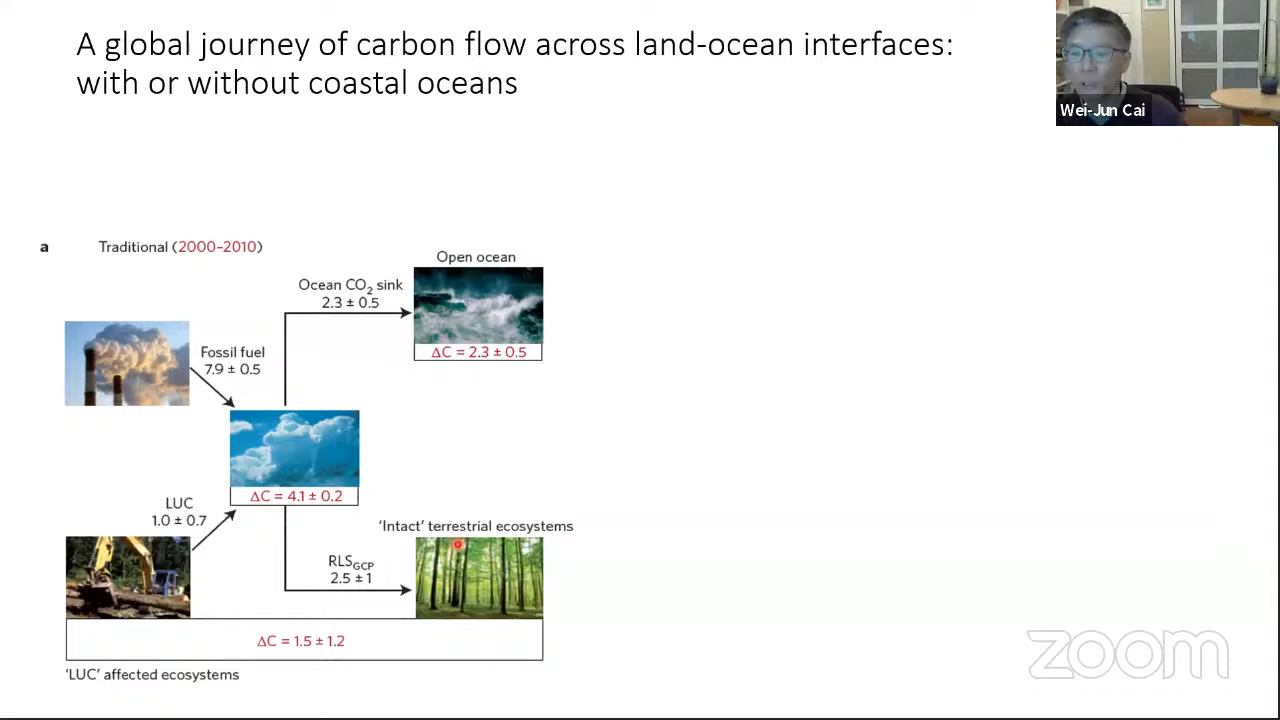 A global journey of carbon flow across land-ocean interfaces:
with or without coastal oceans
Wei-Jun Cai
a Traditional (2000–2010)
Open ocean
Ocean CO₂ sink
2.3 ± 0.5
ΔC = 2.3 ± 0.5
Fossil fuel
7.9 ± 0.5
ΔC = 4.1 ± 0.2
LUC
1.0 ± 0.7
'Intact' terrestrial ecosystems
RLS_GCP
2.5 ± 1
ΔC = 1.5 ± 1.2
'LUC' affected ecosystems
zoom